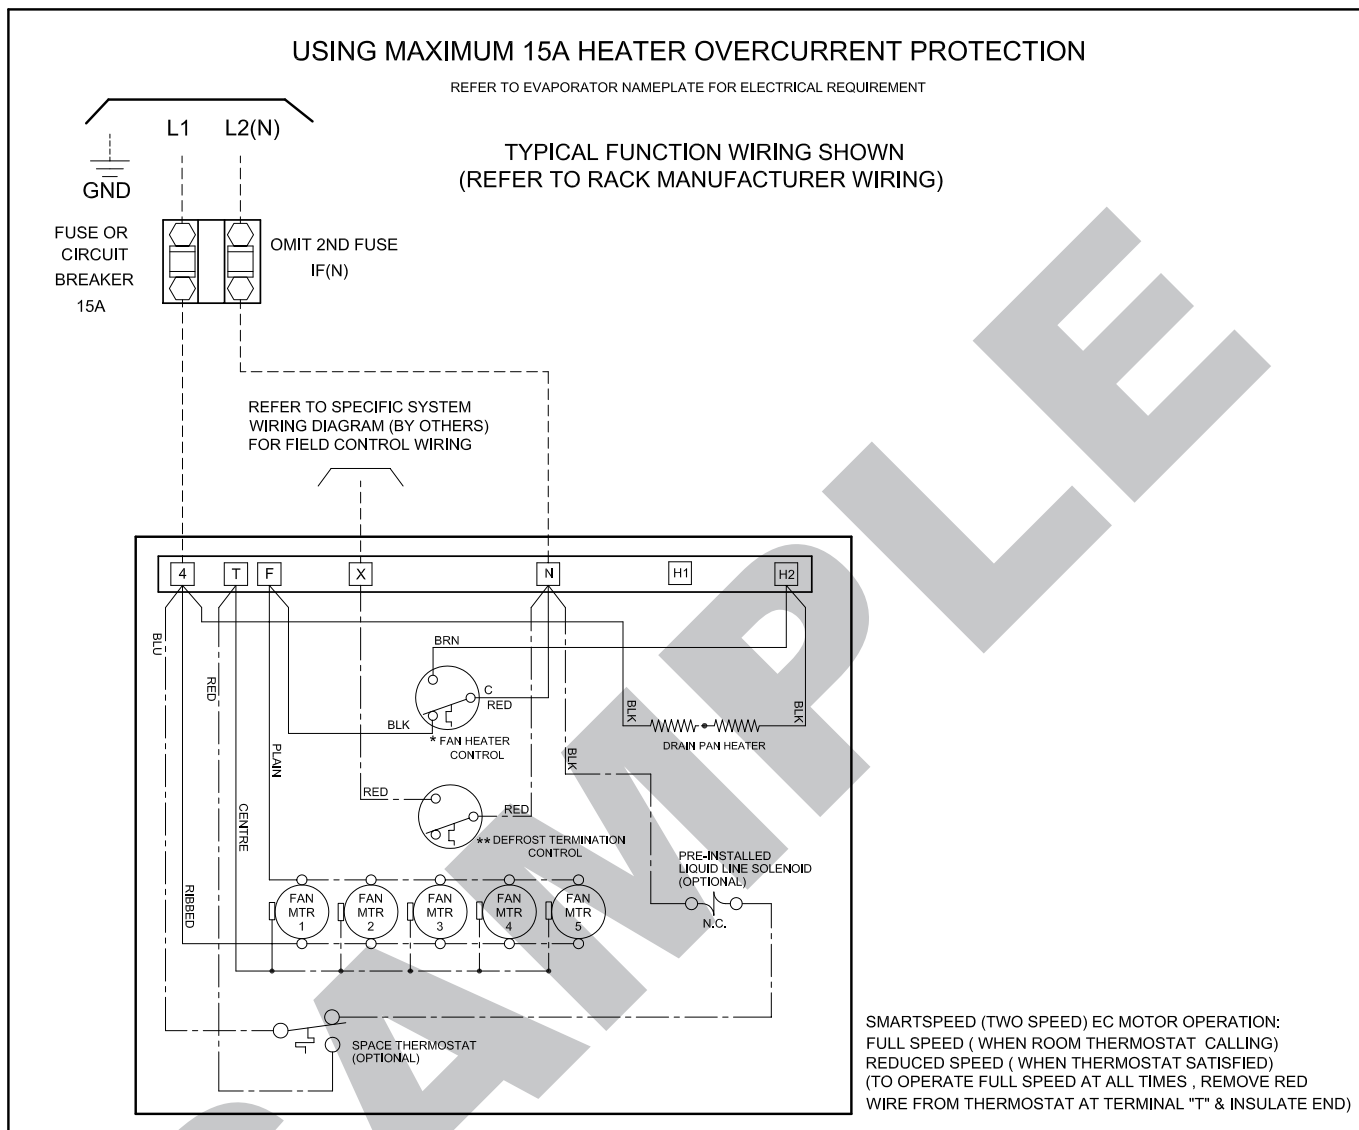 USING MAXIMUM 15A HEATER OVERCURRENT PROTECTION
REFER TO EVAPORATOR NAMEPLATE FOR ELECTRICAL REQUIREMENT
L1
L2(N)
GND
TYPICAL FUNCTION WIRING SHOWN
(REFER TO RACK MANUFACTURER WIRING)
FUSE OR
CIRCUIT
BREAKER
15A
OMIT 2ND FUSE
IF(N)
REFER TO SPECIFIC SYSTEM
WIRING DIAGRAM (BY OTHERS)
FOR FIELD CONTROL WIRING
4
T
F
X
N
H1
H2
BLU
RED
BRN
C
RED
BLK
* FAN HEATER
CONTROL
BLK
BLK
DRAIN PAN HEATER
PLAIN
BLK
CENTRE
RED
RED
** DEFROST TERMINATION
CONTROL
PRE-INSTALLED
LIQUID LINE SOLENOID
(OPTIONAL)
N.C.
RIBBED
FAN
MTR
1
FAN
MTR
2
FAN
MTR
3
FAN
MTR
4
FAN
MTR
5
SPACE THERMOSTAT
(OPTIONAL)
SMARTSPEED (TWO SPEED) EC MOTOR OPERATION:
FULL SPEED ( WHEN ROOM THERMOSTAT CALLING)
REDUCED SPEED ( WHEN THERMOSTAT SATISFIED)
(TO OPERATE FULL SPEED AT ALL TIMES , REMOVE RED
WIRE FROM THERMOSTAT AT TERMINAL "T" & INSULATE END)
SAMPLE